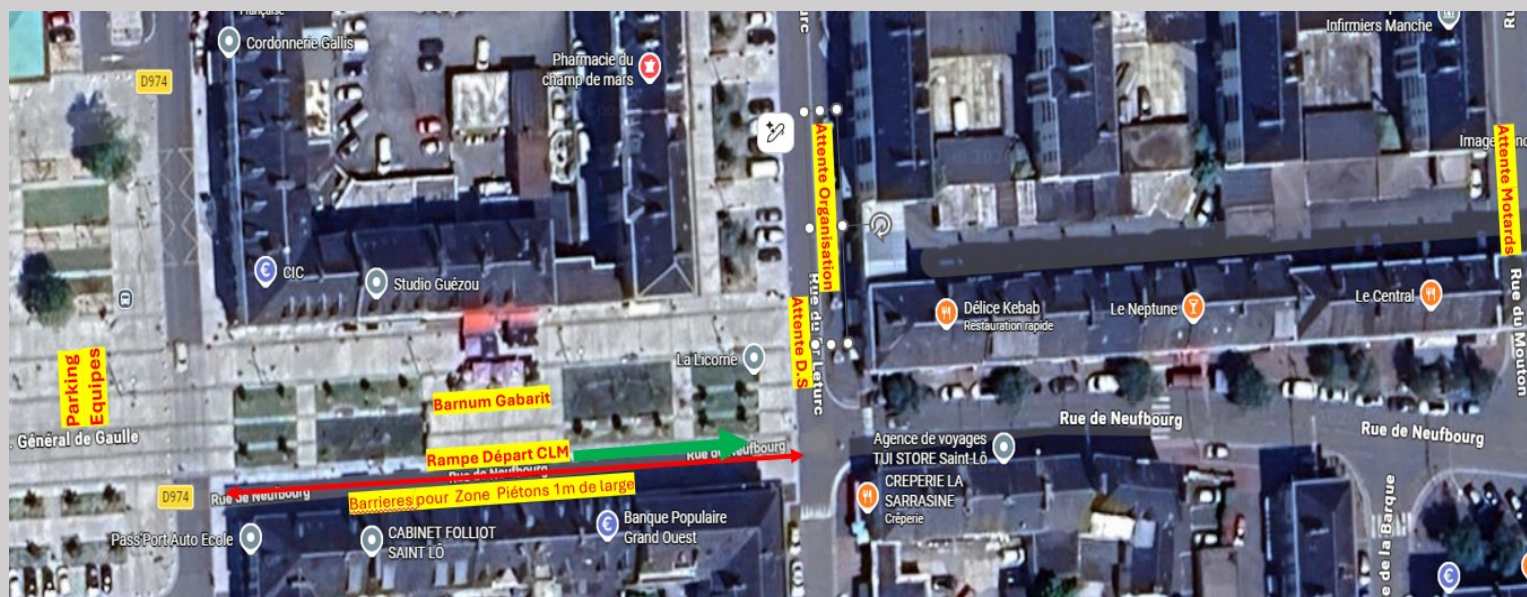 Cordonnerie Gallis
D974
Pharmacie du
champ de mars
Infirmiers Manche
Attente Organisation
Attente Motards
CIC
Studio Guézou
Délice Kebab
Restauration rapide
Le Neptune
Le Central
Rue du Mouton
Attente D.S
Leturc
La Licorne
Parking
Equipes
Barnum Gabarit
Général de Gaulle
Rue de Neufbourg
Rue de Neufbourg
Rampe Départ CLM
Rue de Neufbourg
Rue de Neufbourg
Rue de Neufbourg
Agence de voyages
TUI STORE Saint-Lô
D974
Barrieres pour Zone Piétons 1m de large
CREPERIE LA
SARRASINE
Crêperie
Pass'Port Auto Ecole
CABINET FOLLIOT
SAINT LÔ
Banque Populaire
Grand Ouest
e de la Barque